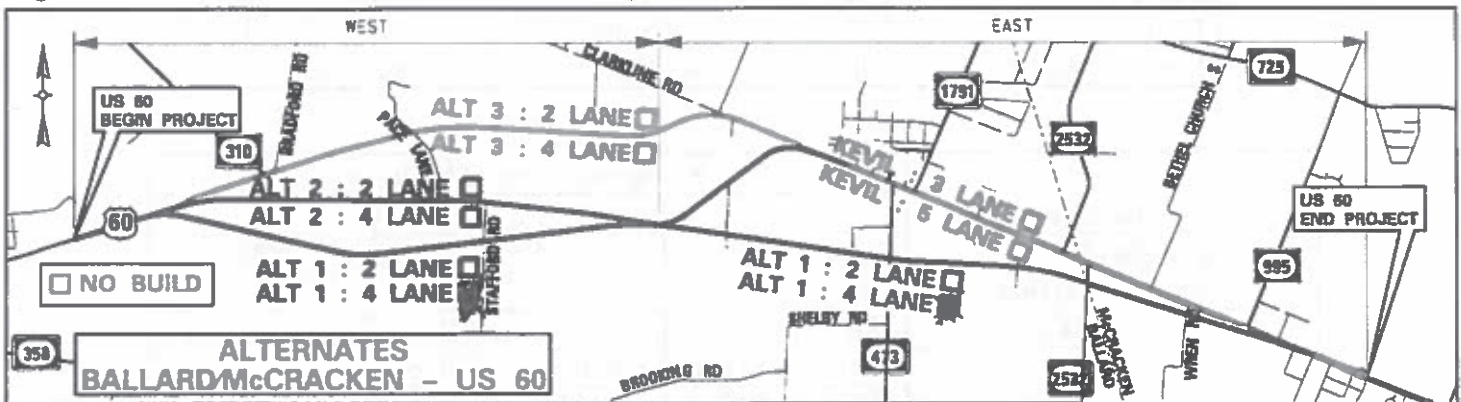 WEST
EAST
CLARKLINE RD
BRADFORD RD
725
US 60
BEGIN PROJECT
1791
ALT 3 : 2 LANE
PACE LANE
310
2532
BETHEL CHURCH
ALT 3 : 4 LANE
KEVIL : 3 LANE
KEVIL : 5 LANE
ALT 2 : 2 LANE
US 60
END PROJECT
60
ALT 2 : 4 LANE
STAFFORD RD
ALT 1 : 2 LANE
ALT 1 : 4 LANE
ALT 1 : 2 LANE
ALT 1 : 4 LANE
995
NO BUILD
SHELBY RD
McCRACKEN
BALLARD
WREN
358
ALTERNATES
BALLARD/McCRACKEN - US 60
473
BROOKING RD